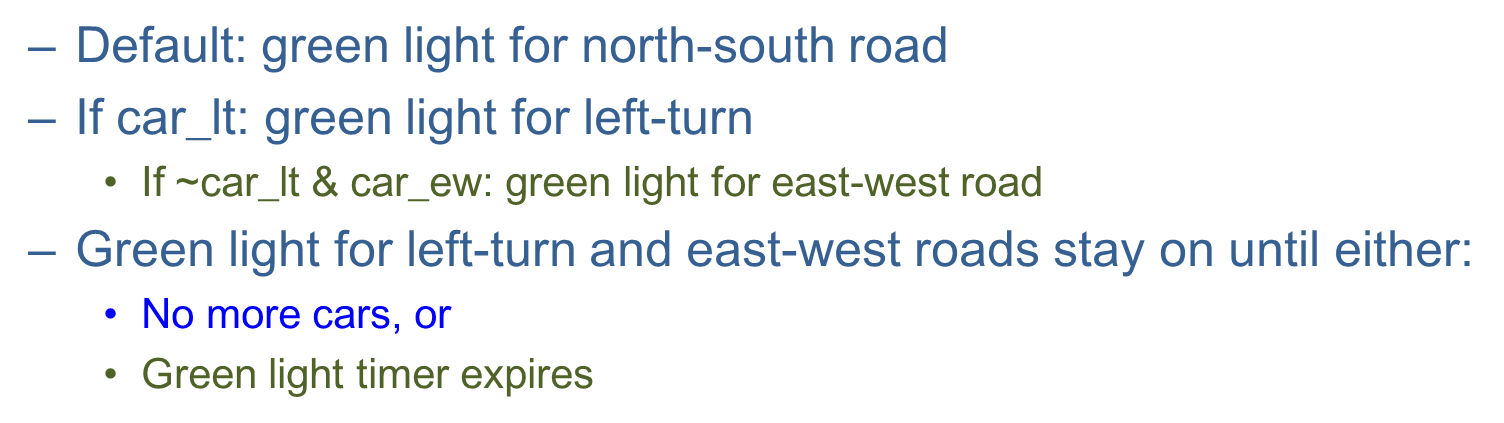 – Default: green light for north-south road
– If car_lt: green light for left-turn
• If ~car_lt & car_ew: green light for east-west road
– Green light for left-turn and east-west roads stay on until either:
• No more cars, or
• Green light timer expires